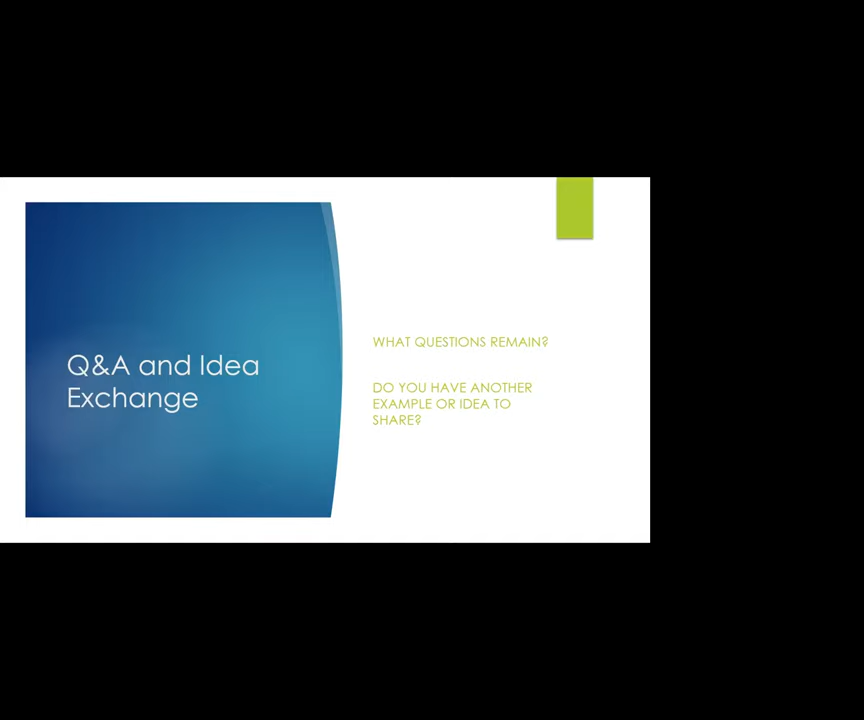 Q&A and Idea
Exchange
WHAT QUESTIONS REMAIN?
DO YOU HAVE ANOTHER
EXAMPLE OR IDEA TO
SHARE?